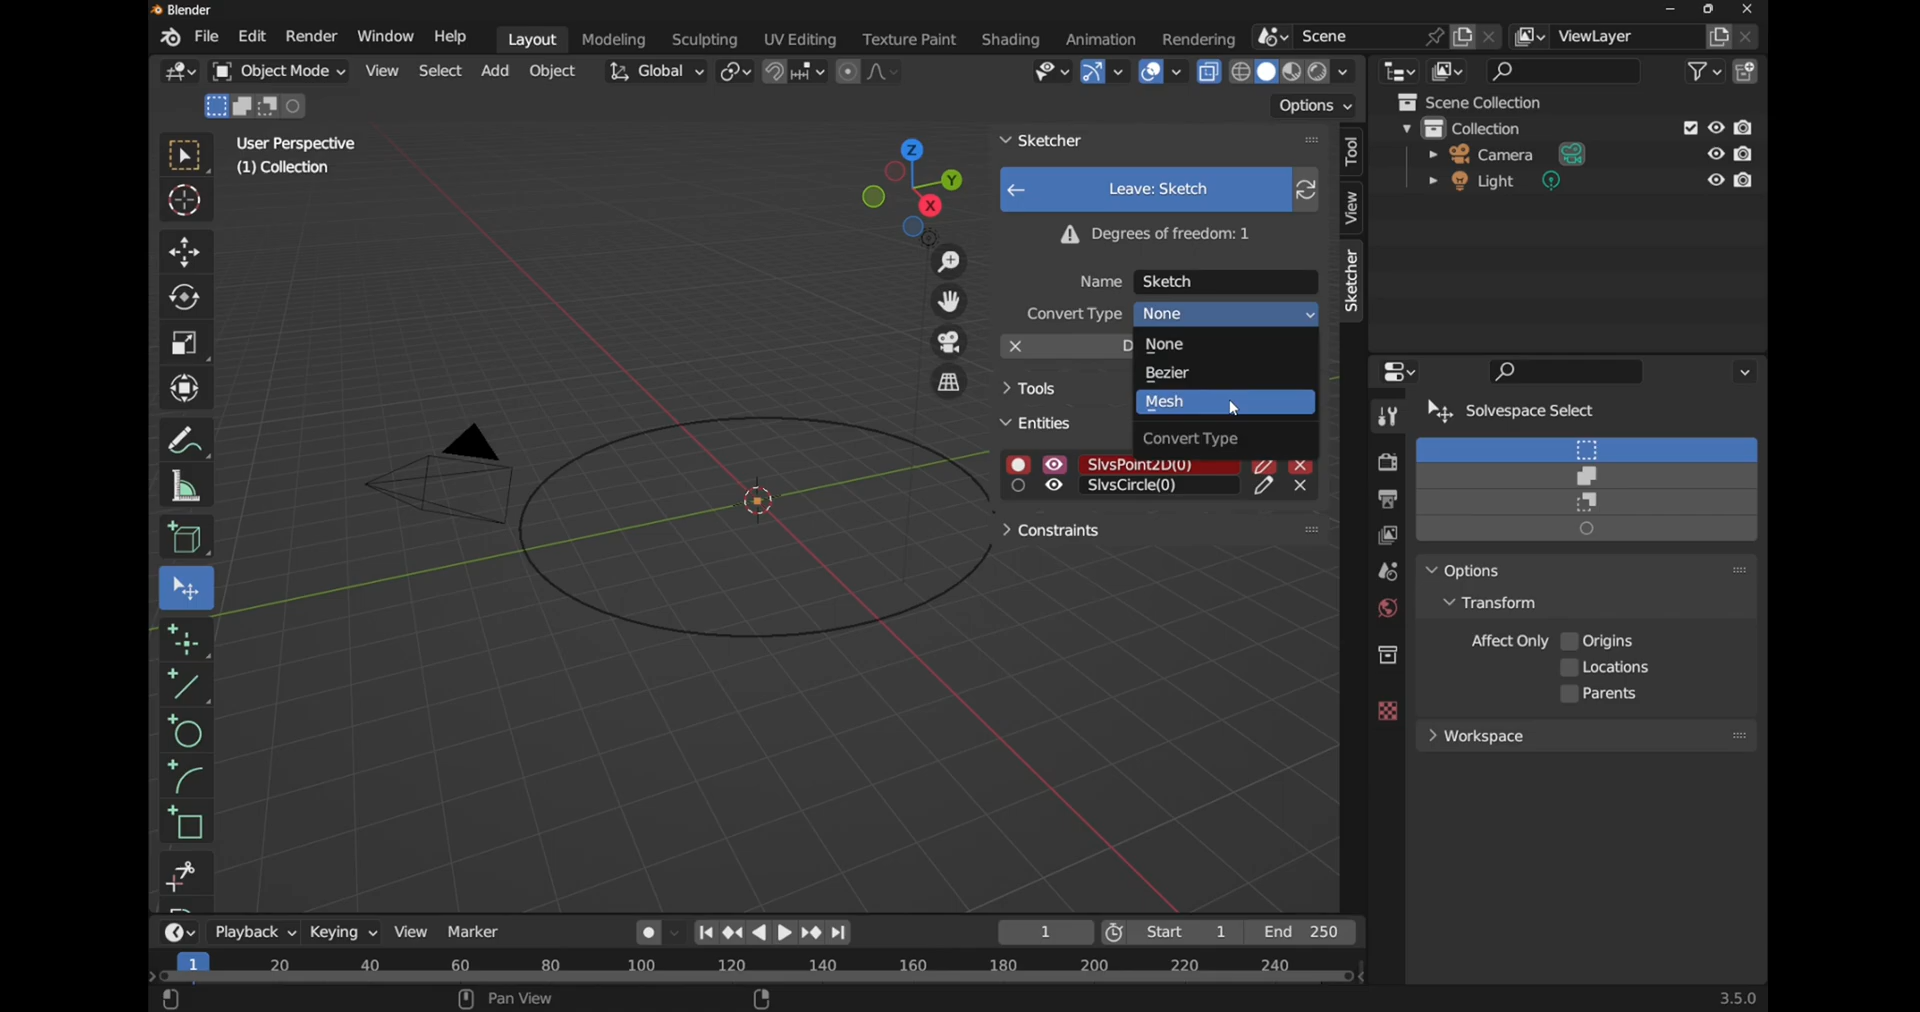 Blender
File Edit Render Window Help Layout Modeling Sculpting UV Editing Texture Paint Shading Animation Rendering Scene ViewLayer
Object Mode View Select Add Object Global
Options
User Perspective
(1) Collection
Z
Y
X
Sketcher
Leave: Sketch
Degrees of freedom: 1
Name Sketch
Convert Type None
None
D
Bezier
Tools
Mesh
Entities
Convert Type
SlvsPoint2D(0)
SlvsCircle(0)
Constraints
Tool
View
Sketcher
Scene Collection
Collection
Camera
Light
Solvespace Select
Options
Transform
Affect Only Origins
Locations
Parents
Workspace
Playback Keying View Marker 1 Start 1 End 250
1 20 40 60 80 100 120 140 160 180 200 220 240
Pan View 3.5.0